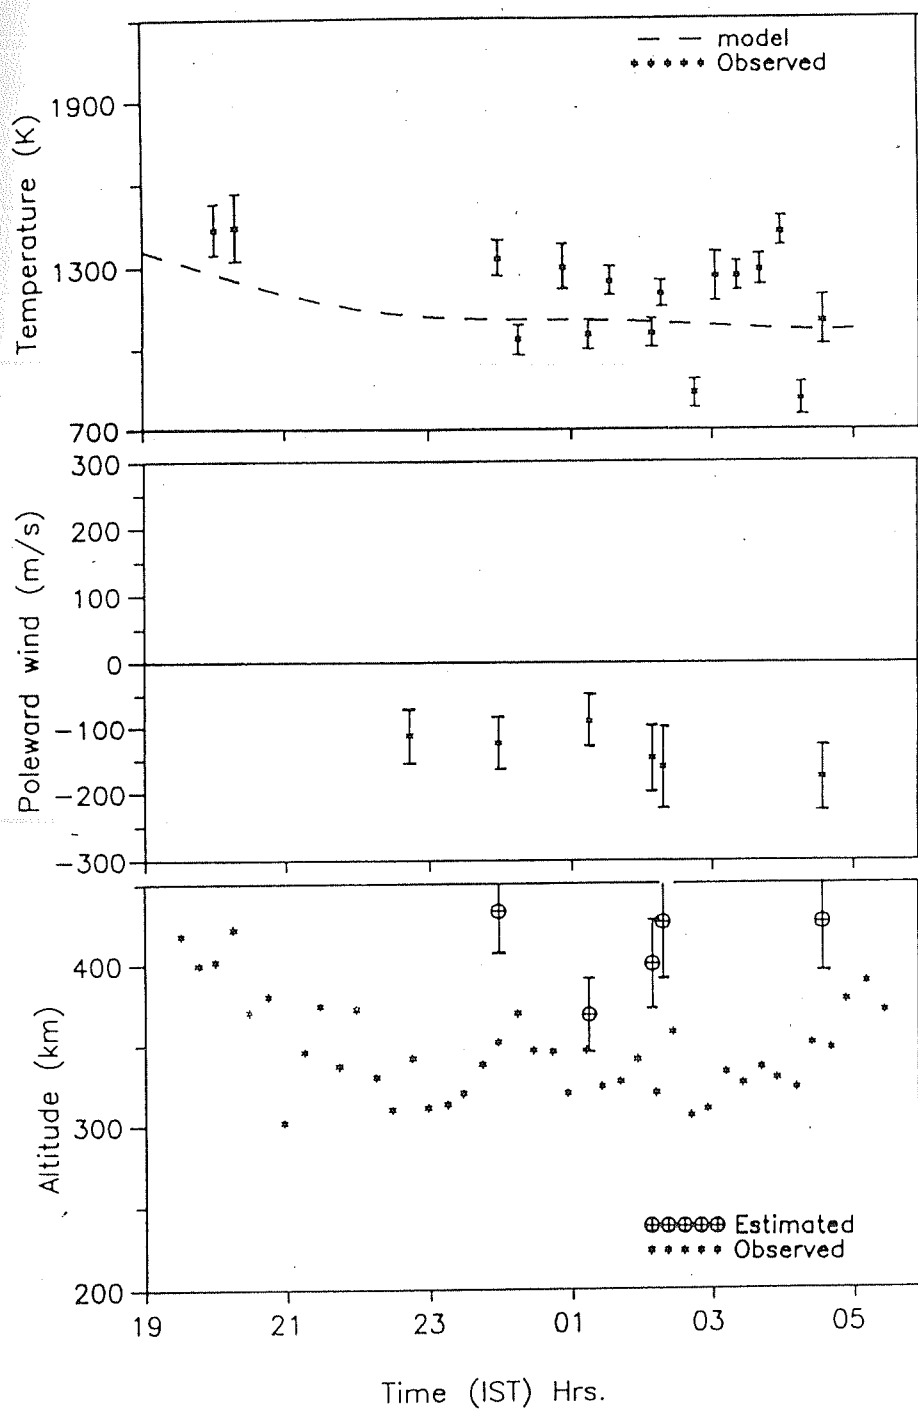 — — model
***** Observed
Temperature (K)
1900
1300
700
Poleward wind (m/s)
300
200
100
0
−100
−200
−300
Altitude (km)
400
300
200
⊕⊕⊕⊕⊕ Estimated
***** Observed
19 21 23 01 03 05
Time (IST) Hrs.